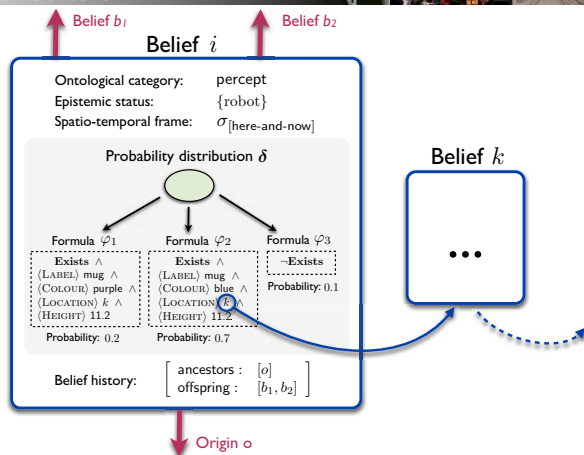 Belief b1
Belief b2
Belief i
Ontological category: percept
Epistemic status: {robot}
Spatio-temporal frame: σ[here-and-now]
Probability distribution δ
Formula φ1
Exists ∧
⟨LABEL⟩ mug ∧
⟨COLOUR⟩ purple ∧
⟨LOCATION⟩ k ∧
⟨HEIGHT⟩ 11.2
Probability: 0.2
Formula φ2
Exists ∧
⟨LABEL⟩ mug ∧
⟨COLOUR⟩ blue ∧
⟨LOCATION⟩ k ∧
⟨HEIGHT⟩ 11.2
Probability: 0.7
Formula φ3
¬Exists
Probability: 0.1
Belief history:
ancestors : [o]
offspring : [b1, b2]
Origin o
Belief k
...